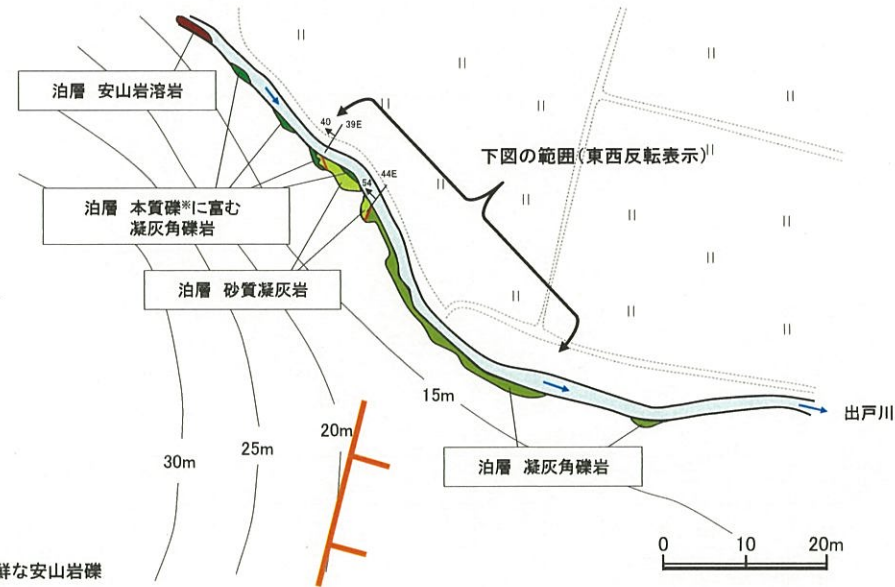 泊層 安山岩溶岩
40
39E
下図の範囲(東西反転表示)
44E
54
泊層 本質礫※に富む
凝灰角礫岩
泊層 砂質凝灰岩
15m
20m
25m
30m
出戸川
泊層 凝灰角礫岩
0 10 20m
鮮な安山岩礫